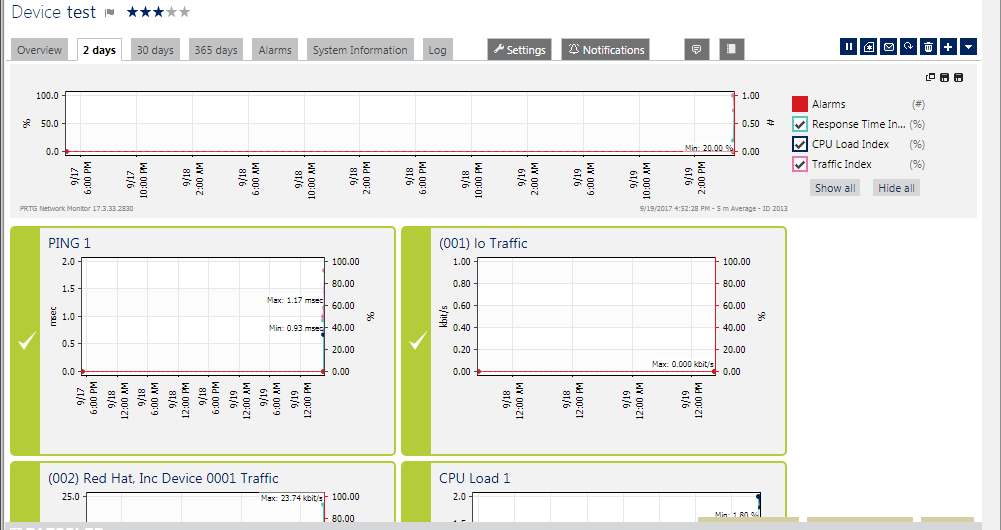 Device test
Overview 2 days 30 days 365 days Alarms System Information Log Settings Notifications
100.0
50.0
0.0
%
1.00
0.50
0.00
#
Min: 20.00 %
9/17 6:00 PM
9/17 10:00 PM
9/18 2:00 AM
9/18 6:00 AM
9/18 10:00 AM
9/18 2:00 PM
9/18 6:00 PM
9/18 10:00 PM
9/19 2:00 AM
9/19 6:00 AM
9/19 10:00 AM
9/19 2:00 PM
Alarms (#)
Response Time In... (%)
CPU Load Index (%)
Traffic Index (%)
Show all Hide all
PRTG Network Monitor 17.3.33.2830
9/19/2017 4:52:28 PM - 5 m Average - ID 2013
PING 1
2.0
1.5
1.0
0.5
0.0
msec
100.00
80.00
60.00
40.00
20.00
0.00
%
Max: 1.17 msec
Min: 0.93 msec
9/17 6:00 PM
9/18 12:00 AM
9/18 6:00 AM
9/18 12:00 PM
9/18 6:00 PM
9/19 12:00 AM
9/19 6:00 AM
9/19 12:00 PM
(001) lo Traffic
1.00
0.80
0.60
0.40
0.20
0.00
kbit/s
100.00
80.00
60.00
40.00
20.00
0.00
%
Max: 0.000 kbit/s
9/18 12:00 AM
9/18 12:00 PM
9/19 12:00 AM
9/19 12:00 PM
(002) Red Hat, Inc Device 0001 Traffic
25.0
Max: 23.74 kbit/s
100.00
80.00
CPU Load 1
2.0
1.5
Min: 1.80 %